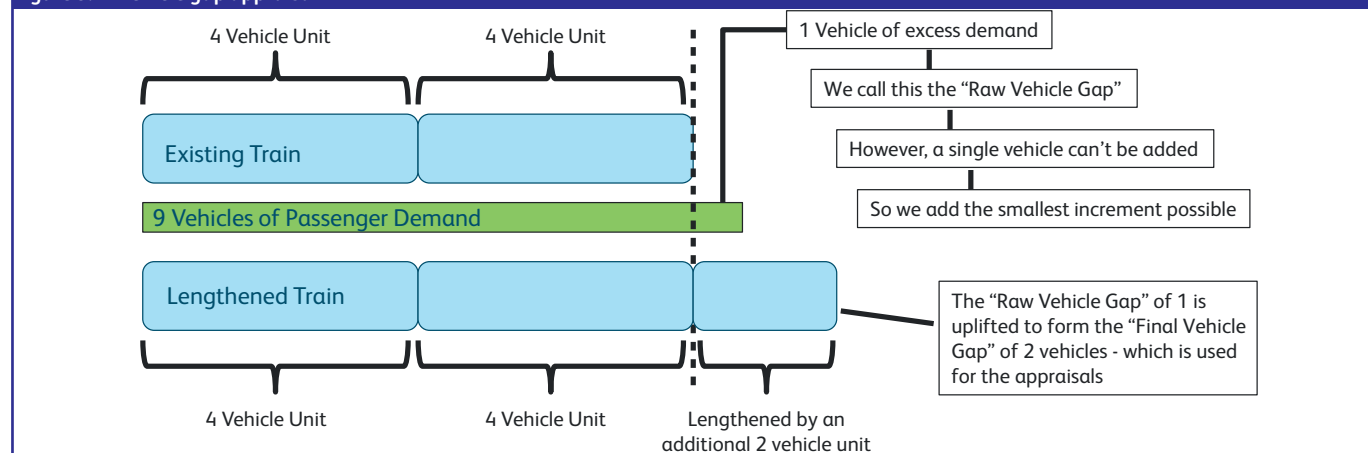 4 Vehicle Unit
4 Vehicle Unit
1 Vehicle of excess demand
We call this the “Raw Vehicle Gap”
However, a single vehicle can’t be added
So we add the smallest increment possible
Existing Train
9 Vehicles of Passenger Demand
Lengthened Train
The “Raw Vehicle Gap” of 1 is
uplifted to form the “Final Vehicle
Gap” of 2 vehicles - which is used
for the appraisals
4 Vehicle Unit
4 Vehicle Unit
Lengthened by an
additional 2 vehicle unit